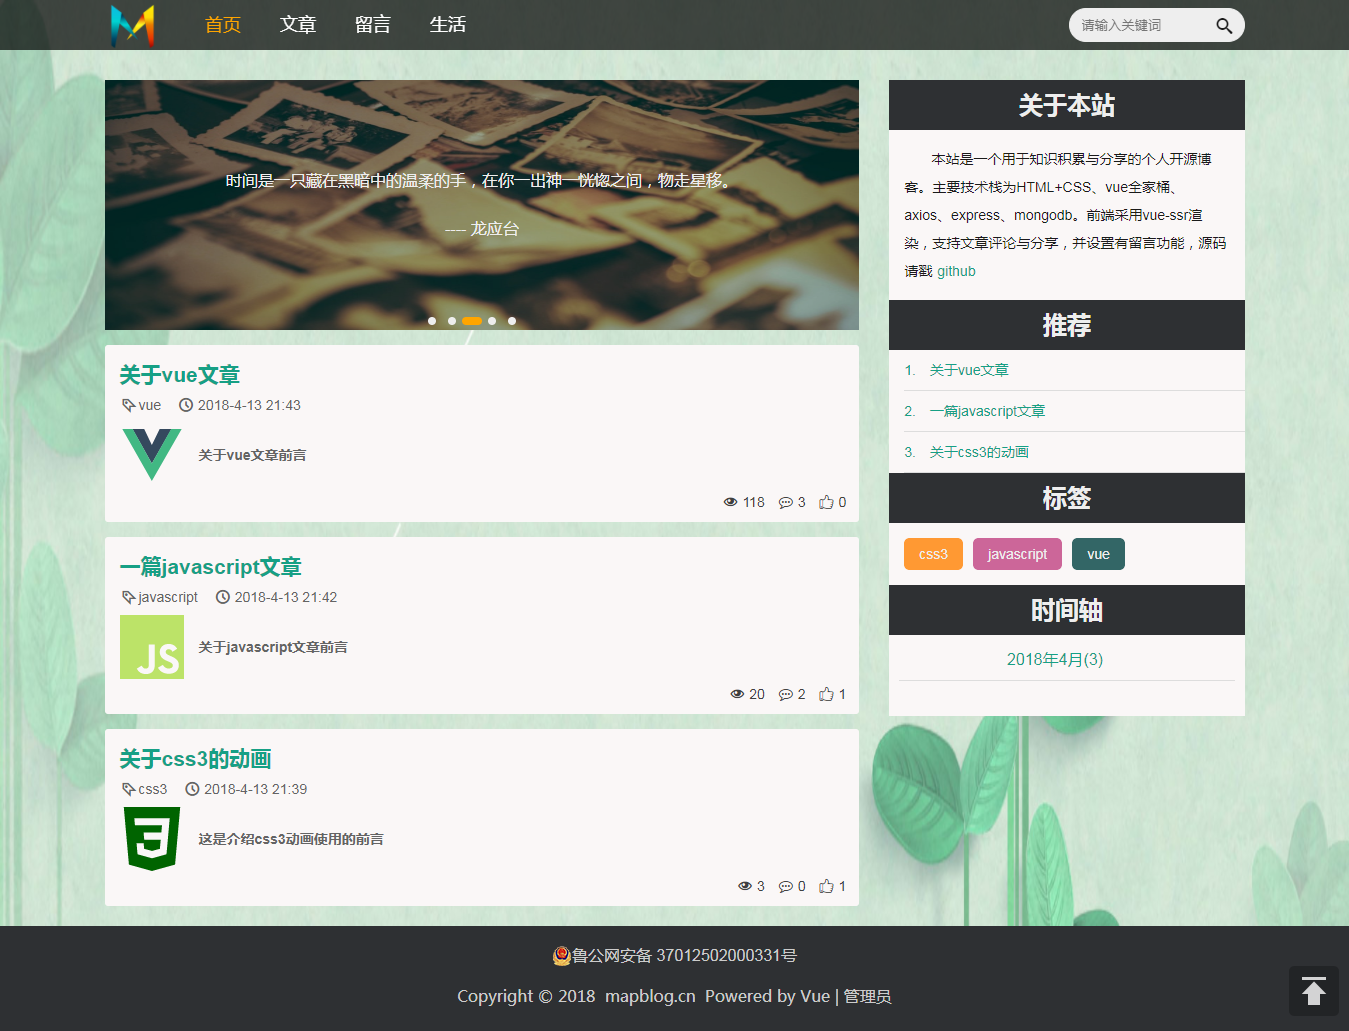 首页 文章 留言 生活
请输入关键词
时间是一只藏在黑暗中的温柔的手，在你一出神一恍惚之间，物走星移。
---- 龙应台
关于vue文章
vue 2018-4-13 21:43
关于vue文章前言
118 3 0
一篇javascript文章
javascript 2018-4-13 21:42
JS
关于javascript文章前言
20 2 1
关于css3的动画
css3 2018-4-13 21:39
3
这是介绍css3动画使用的前言
3 0 1
关于本站
本站是一个用于知识积累与分享的个人开源博
客。主要技术栈为HTML+CSS、vue全家桶、
axios、express、mongodb。前端采用vue-ssr渲
染，支持文章评论与分享，并设置有留言功能，源码
请戳 github
推荐
1. 关于vue文章
2. 一篇javascript文章
3. 关于css3的动画
标签
css3 javascript vue
时间轴
2018年4月(3)
鲁公网安备 37012502000331号
Copyright © 2018 mapblog.cn Powered by Vue | 管理员